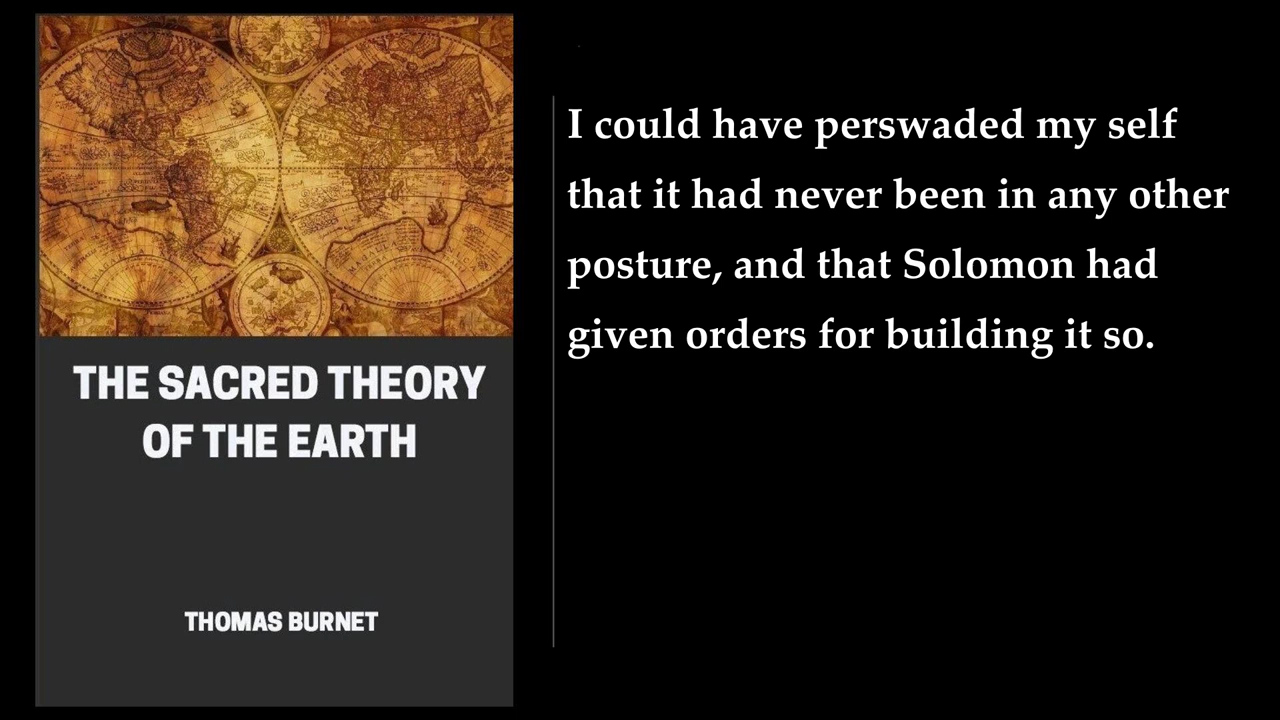 THE SACRED THEORY
OF THE EARTH
THOMAS BURNET
I could have perswaded my self
that it had never been in any other
posture, and that Solomon had
given orders for building it so.